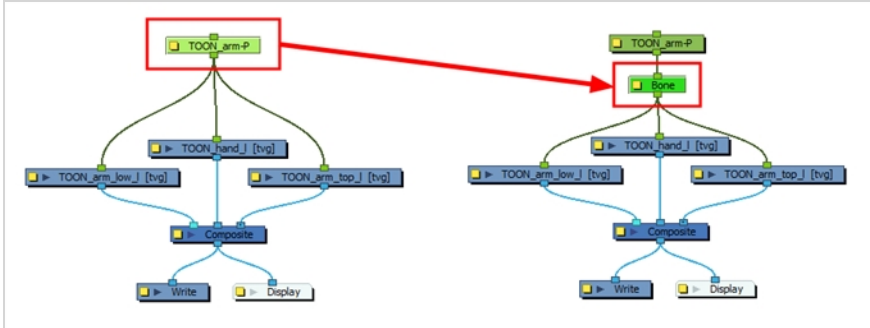 TOON_arm-P
TOON_hand_l [tvg]
TOON_arm_low_l [tvg]
TOON_arm_top_l [tvg]
Composite
Write
Display
TOON_arm-P
Bone
TOON_hand_l [tvg]
TOON_arm_low_l [tvg]
TOON_arm_top_l [tvg]
Composite
Write
Display